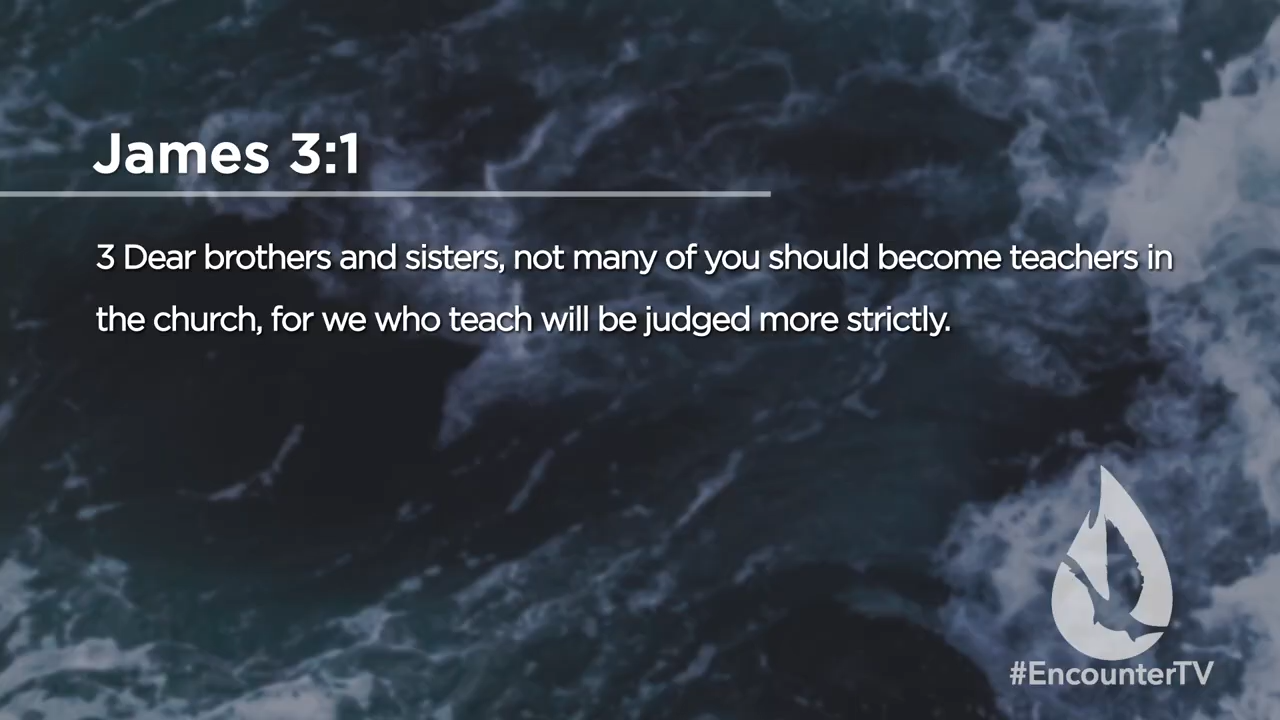 James 3:1
3 Dear brothers and sisters, not many of you should become teachers in
the church, for we who teach will be judged more strictly.
#EncounterTV